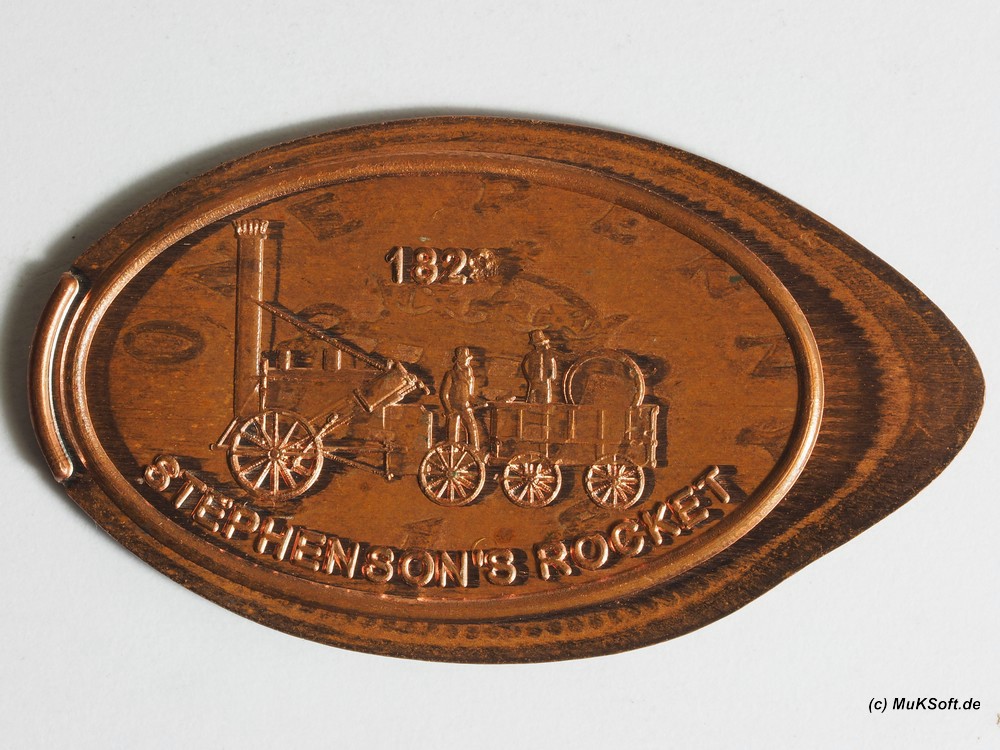 1829
STEPHENSON'S ROCKET
(c) MuKSoft.de